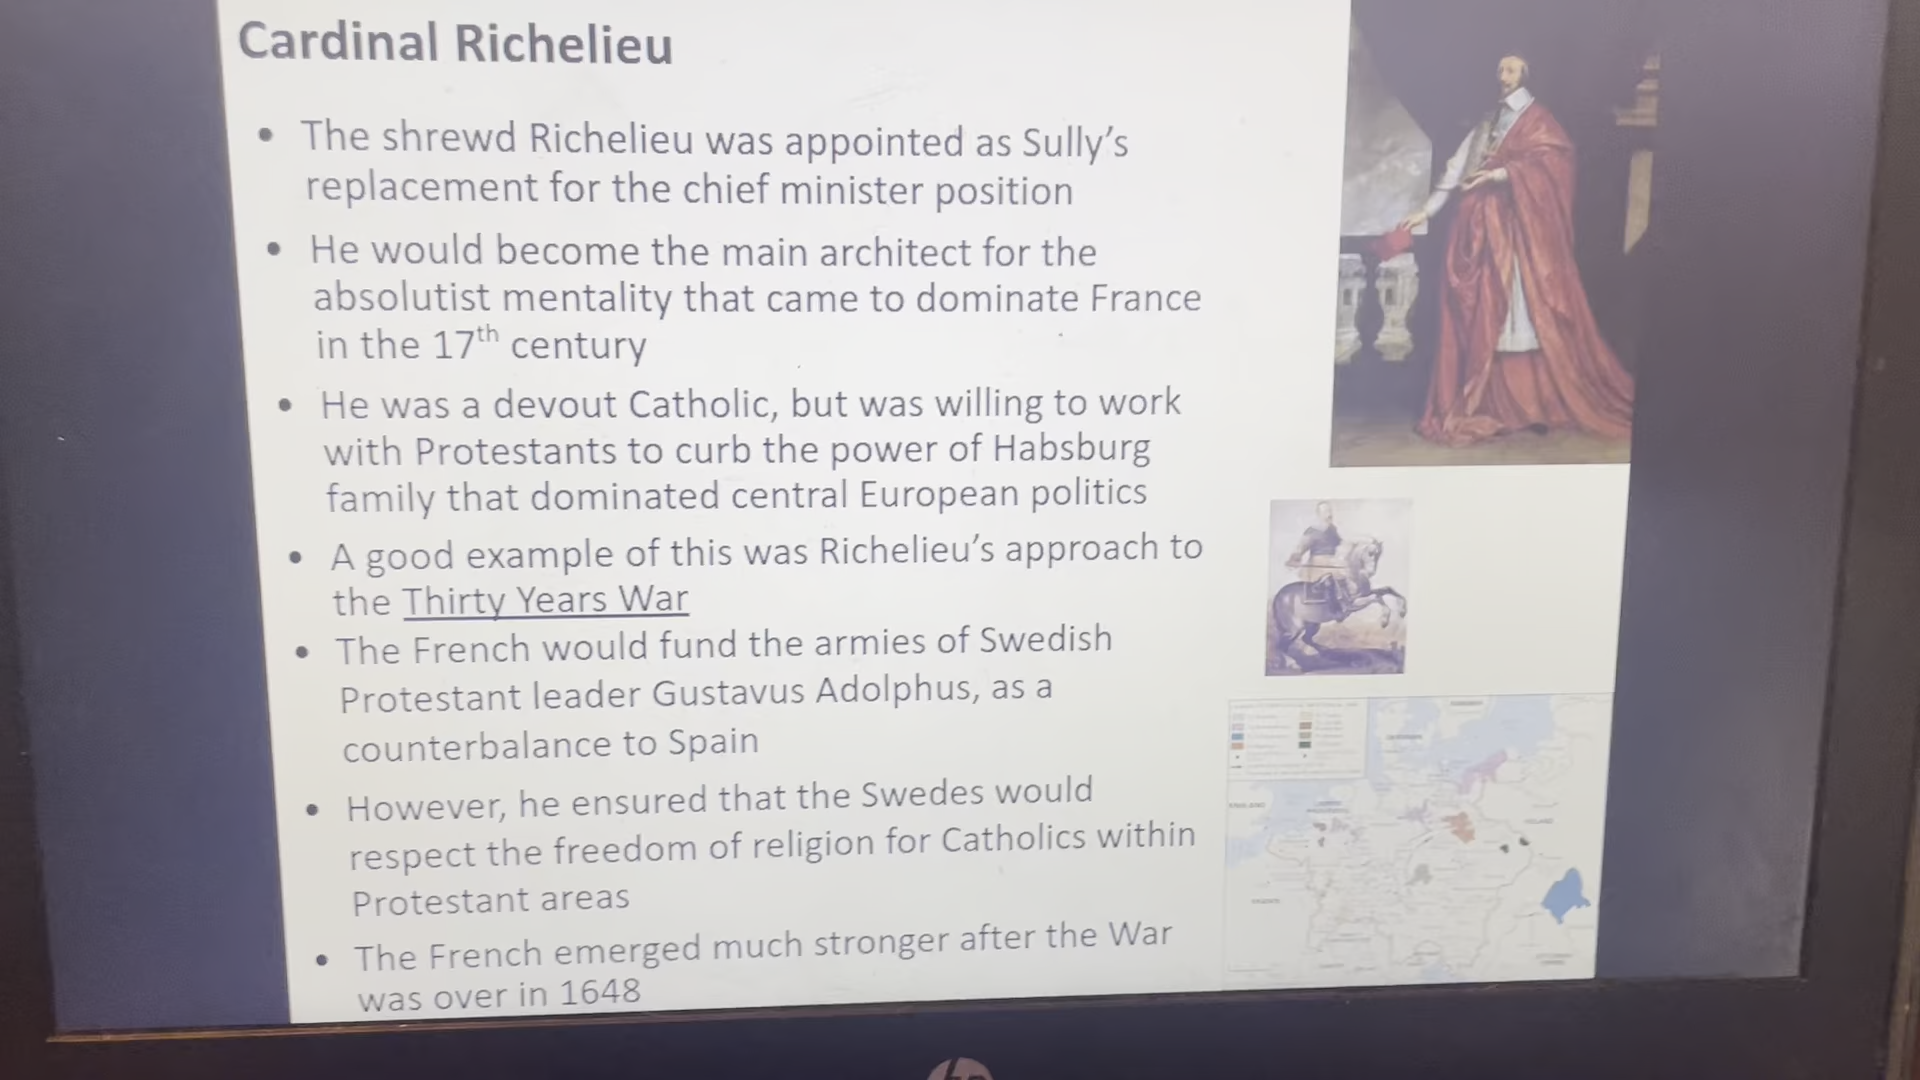 Cardinal Richelieu
• The shrewd Richelieu was appointed as Sully's
replacement for the chief minister position
• He would become the main architect for the
absolutist mentality that came to dominate France
in the 17th century
• He was a devout Catholic, but was willing to work
with Protestants to curb the power of Habsburg
family that dominated central European politics
• A good example of this was Richelieu's approach to
the Thirty Years War
• The French would fund the armies of Swedish
Protestant leader Gustavus Adolphus, as a
counterbalance to Spain
• However, he ensured that the Swedes would
respect the freedom of religion for Catholics within
Protestant areas
• The French emerged much stronger after the War
was over in 1648